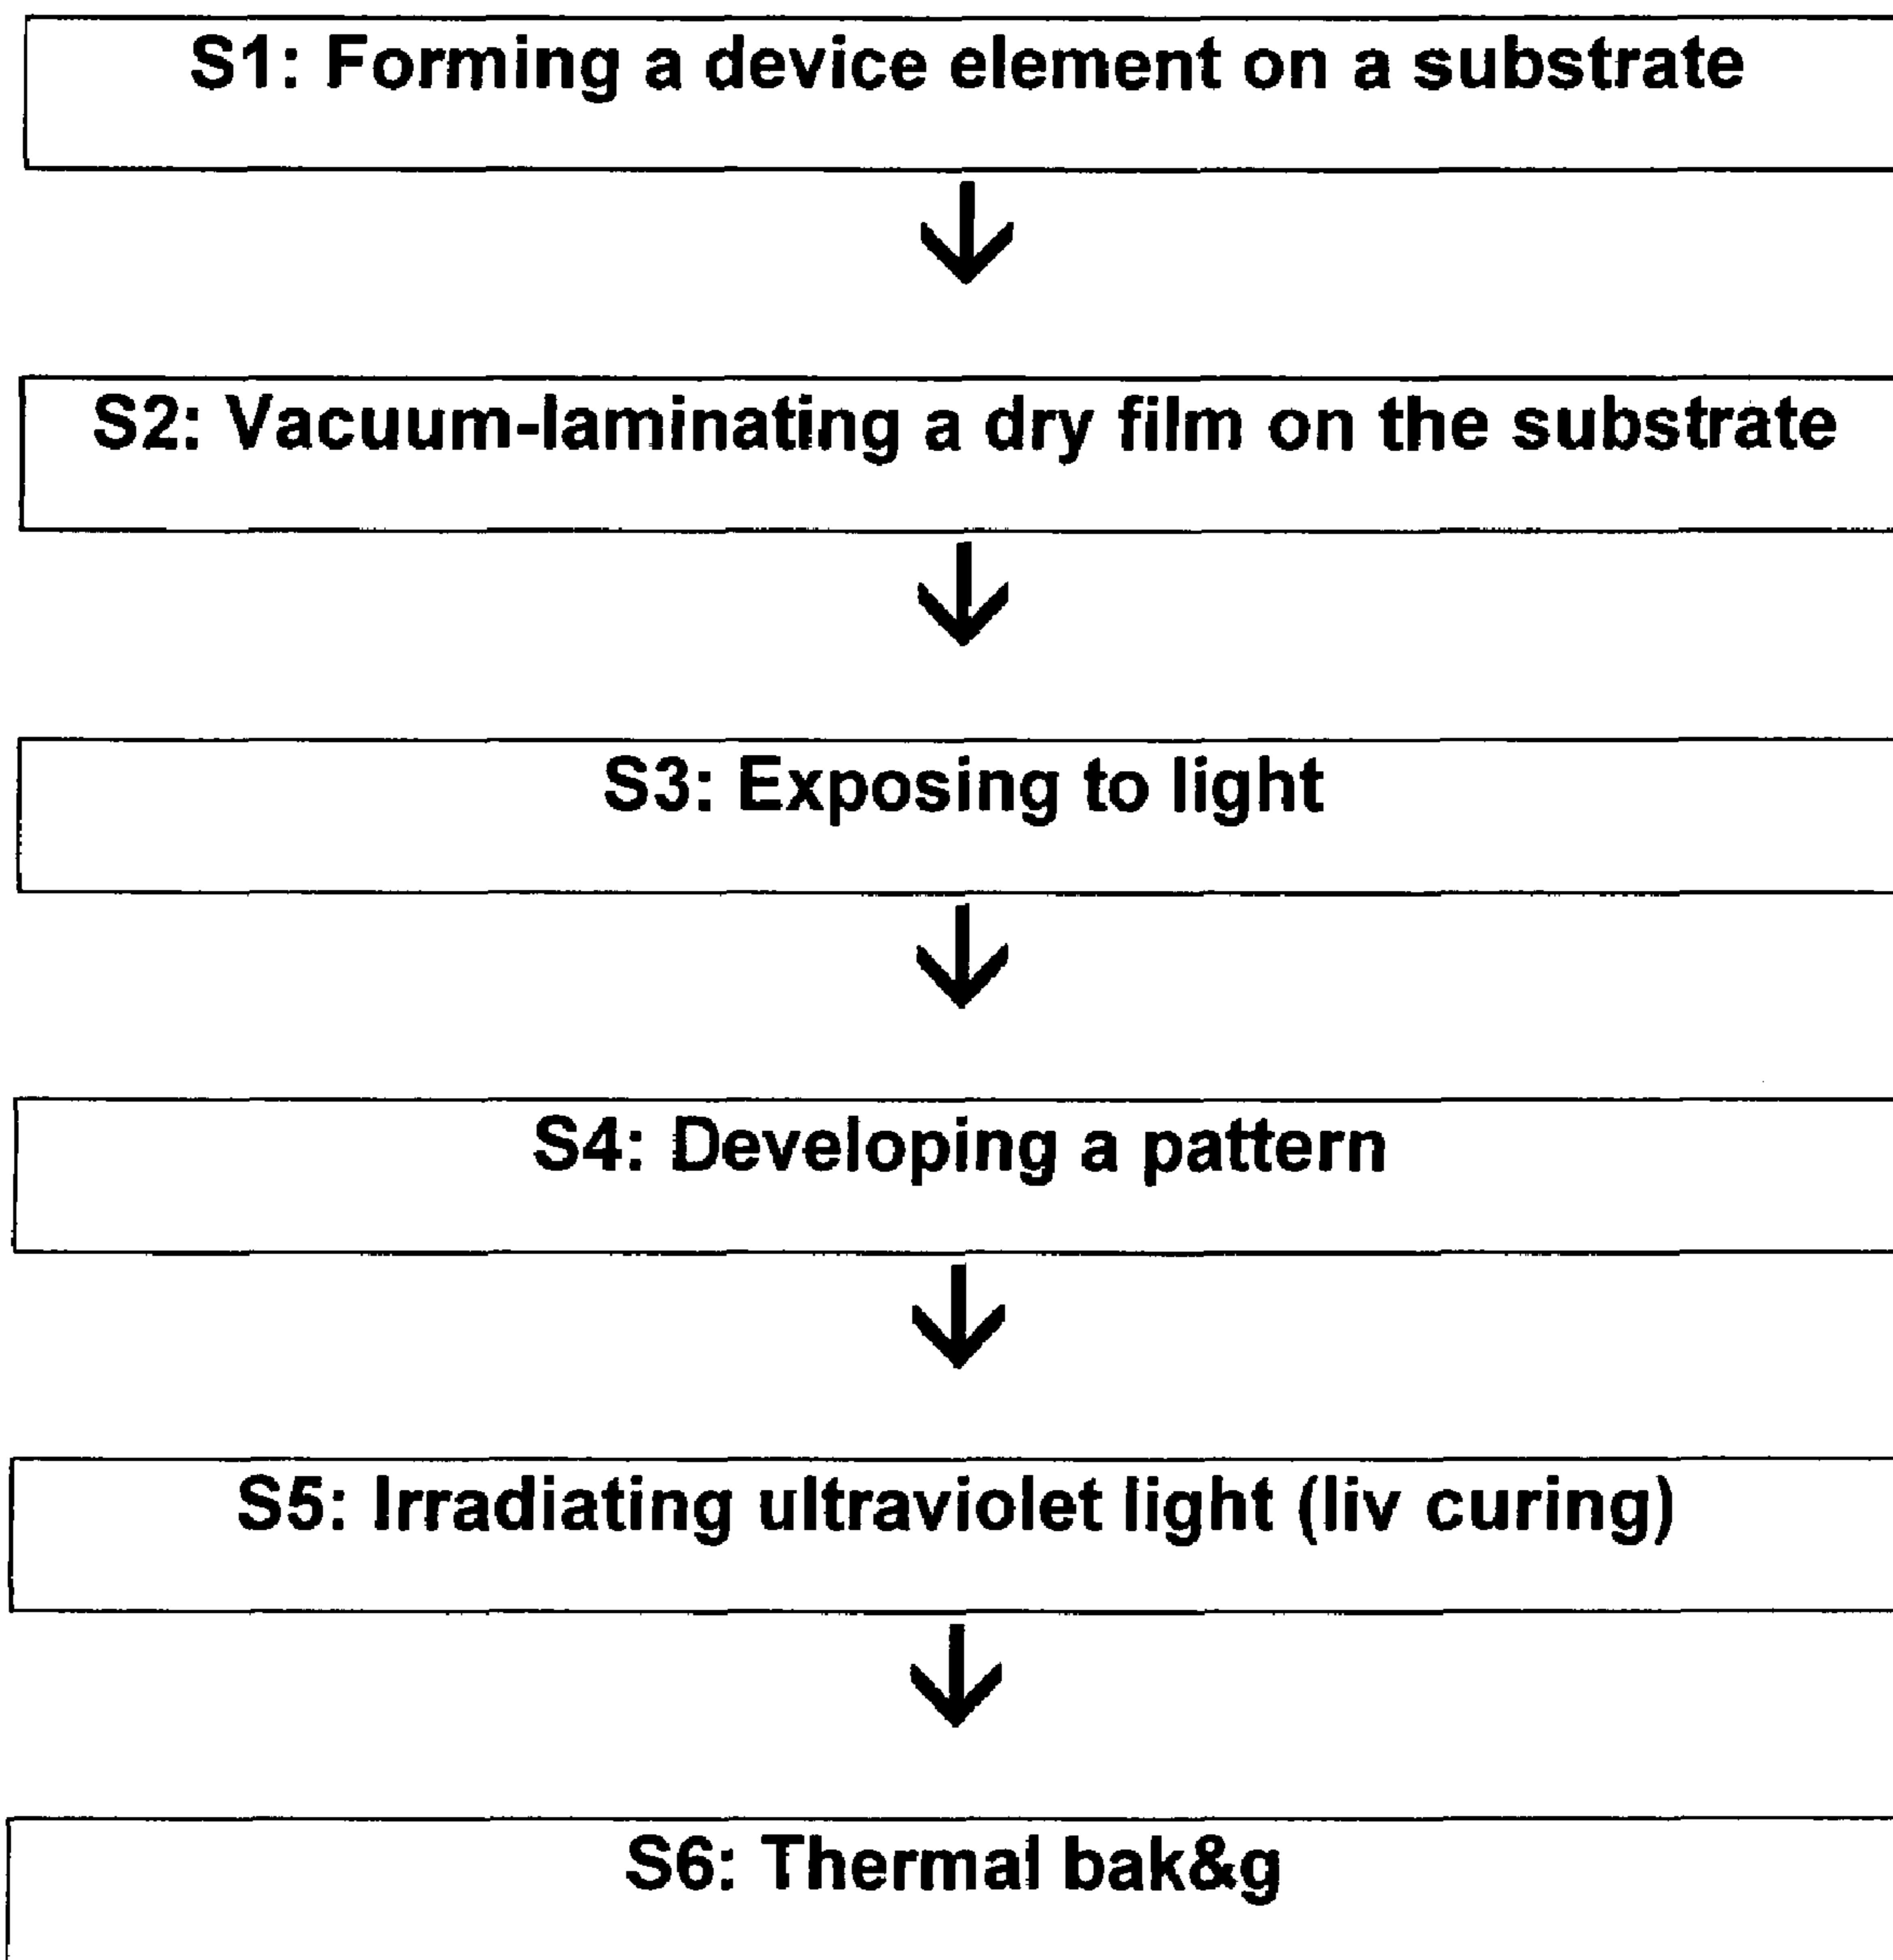 S1: Forming a device element on a substrate
S2: Vacuum-laminating a dry film on the substrate
S3: Exposing to light
S4: Developing a pattern
S5: Irradiating ultraviolet light (liv curing)
S6: Thermal bak&g